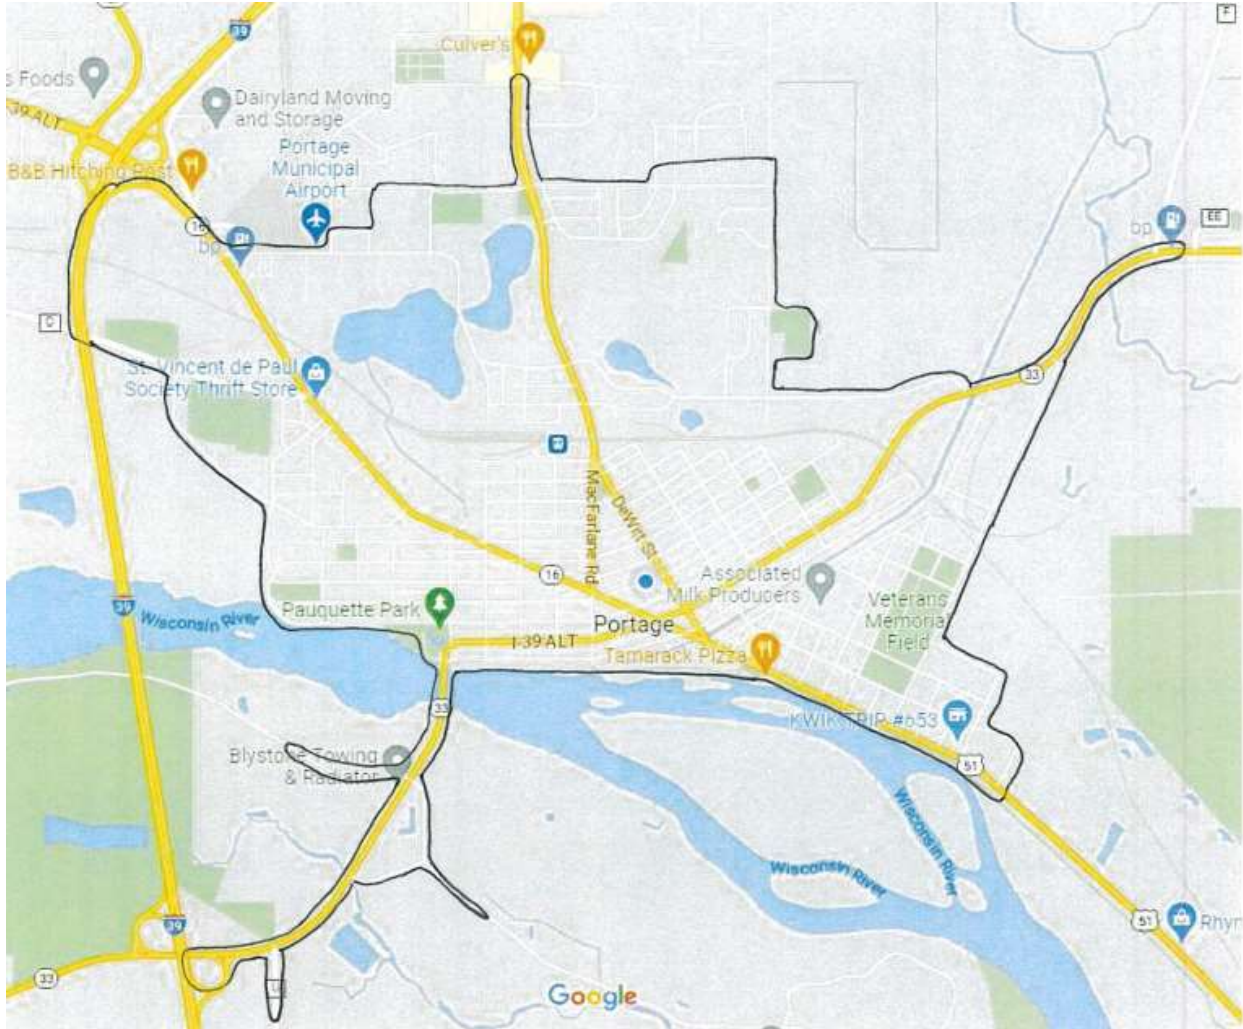 39
F
Culver's
s Foods
Dairyland Moving
and Storage
39 ALT
Portage
Municipal
Airport
B&B Hitching Post
EE
bp
16
bp
C
St. Vincent de Paul
Society Thrift Store
33
MacFarlane Rd
DeWitt St
16
Associated
Milk Producers
39
Wisconsin River
Pauquette Park
Portage
Veterans
Memorial
Field
I-39 ALT
Tamarack Pizza
33
KWIK TRIP #653
Blystone Towing
& Radiator
51
Wisconsin River
Wisconsin River
39
51
Rhyn
33
Google